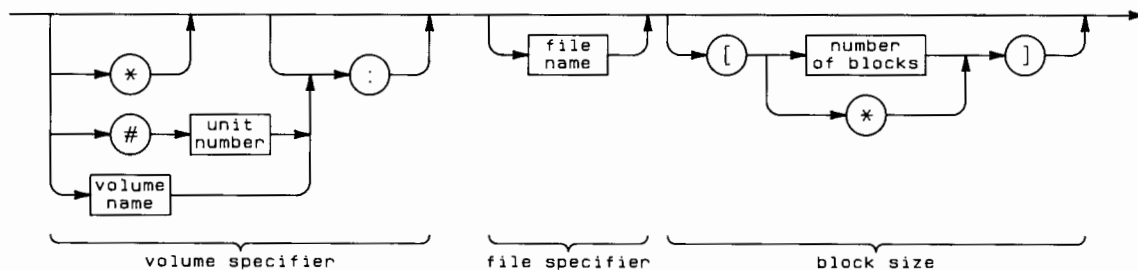 *
:
#
unit
number
volume
name
file
name
[
number
of blocks
*
]
volume specifier
file specifier
block size